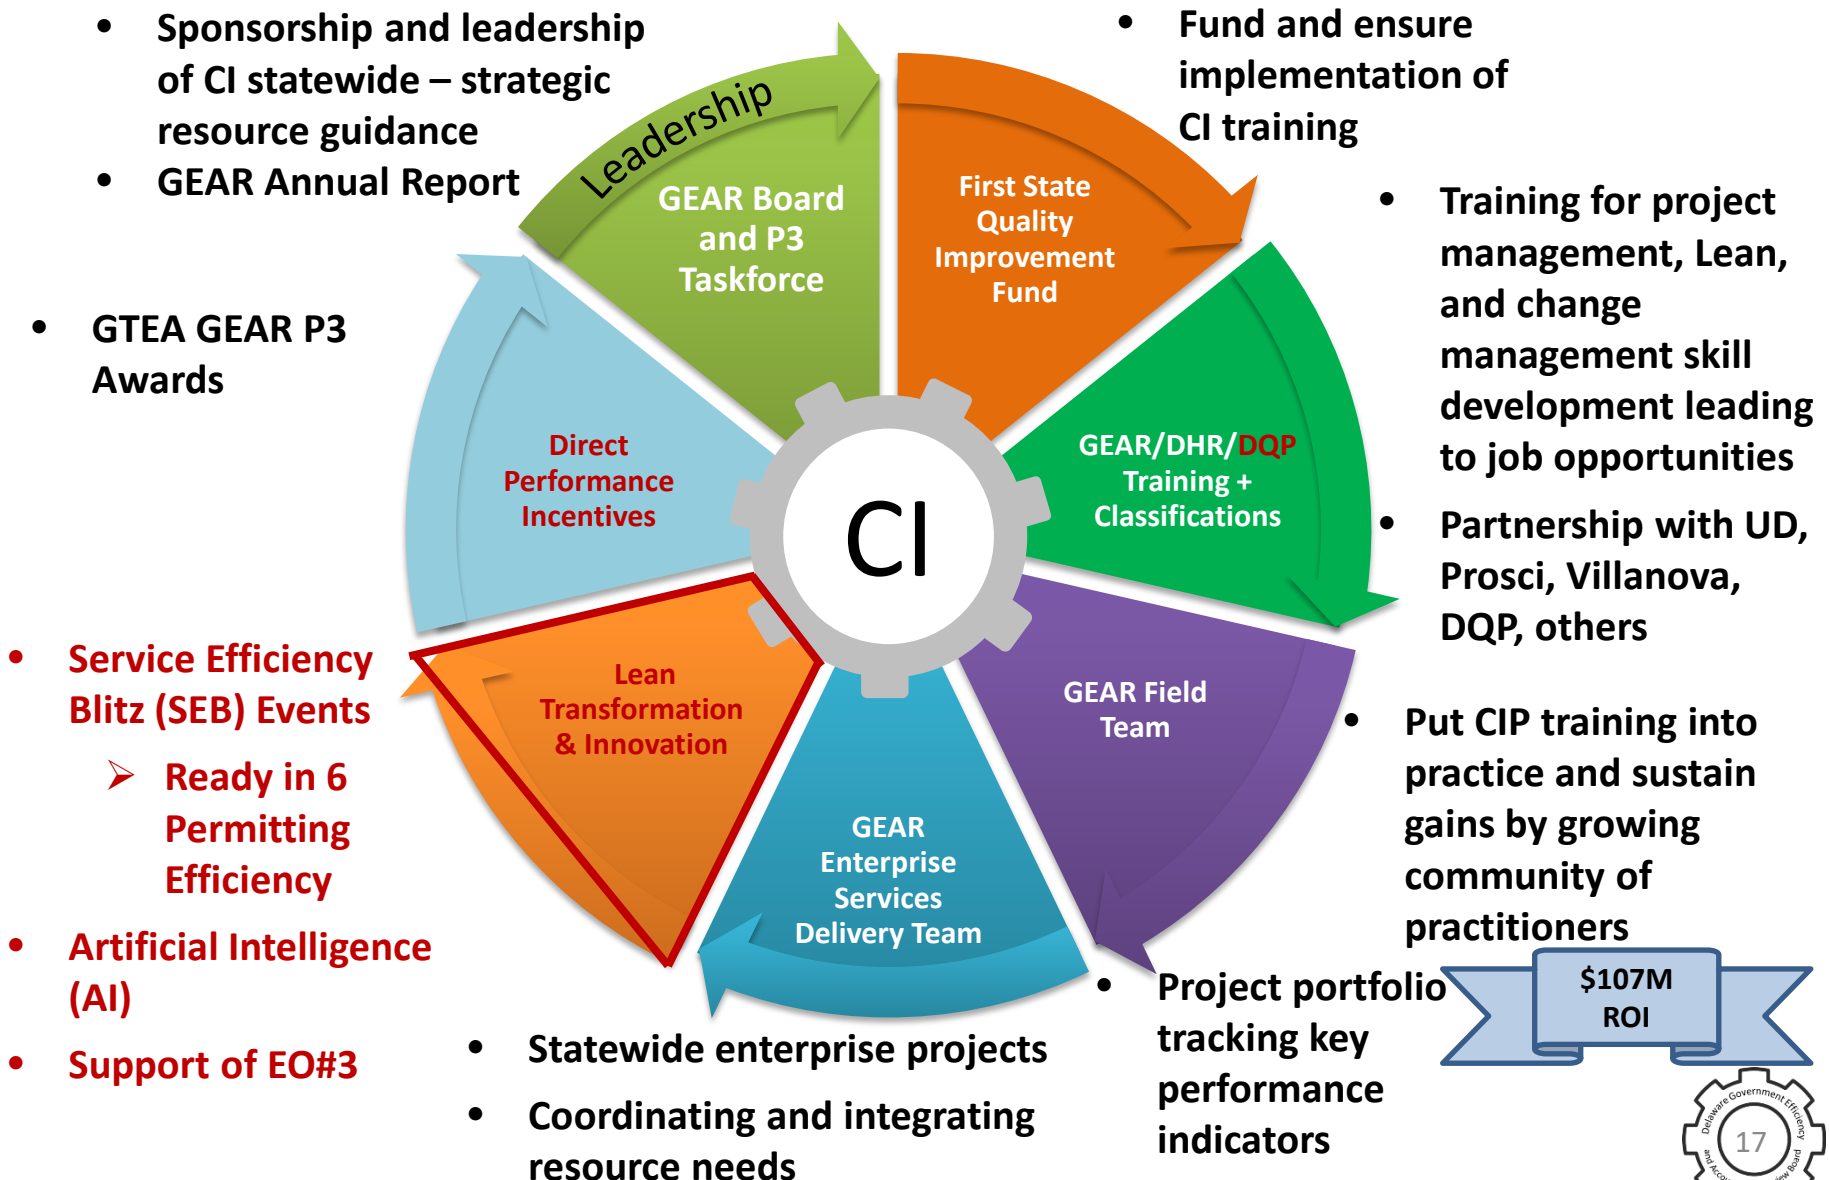 • Sponsorship and leadership
of CI statewide – strategic
resource guidance
• GEAR Annual Report
• Fund and ensure
implementation of
CI training
Leadership
GEAR Board
and P3
Taskforce
First State
Quality
Improvement
Fund
• Training for project
management, Lean,
and change
management skill
development leading
to job opportunities
• Partnership with UD,
Prosci, Villanova,
DQP, others
• GTEA GEAR P3
Awards
Direct
Performance
Incentives
GEAR/DHR/DQP
Training +
Classifications
CI
• Service Efficiency
Blitz (SEB) Events
➢ Ready in 6
Permitting
Efficiency
• Artificial Intelligence
(AI)
• Support of EO#3
Lean
Transformation
& Innovation
GEAR Field
Team
• Put CIP training into
practice and sustain
gains by growing
community of
practitioners
GEAR
Enterprise
Services
Delivery Team
• Project portfolio
tracking key
performance
indicators
$107M
ROI
• Statewide enterprise projects
• Coordinating and integrating
resource needs
Delaware Government Efficiency
17
Board